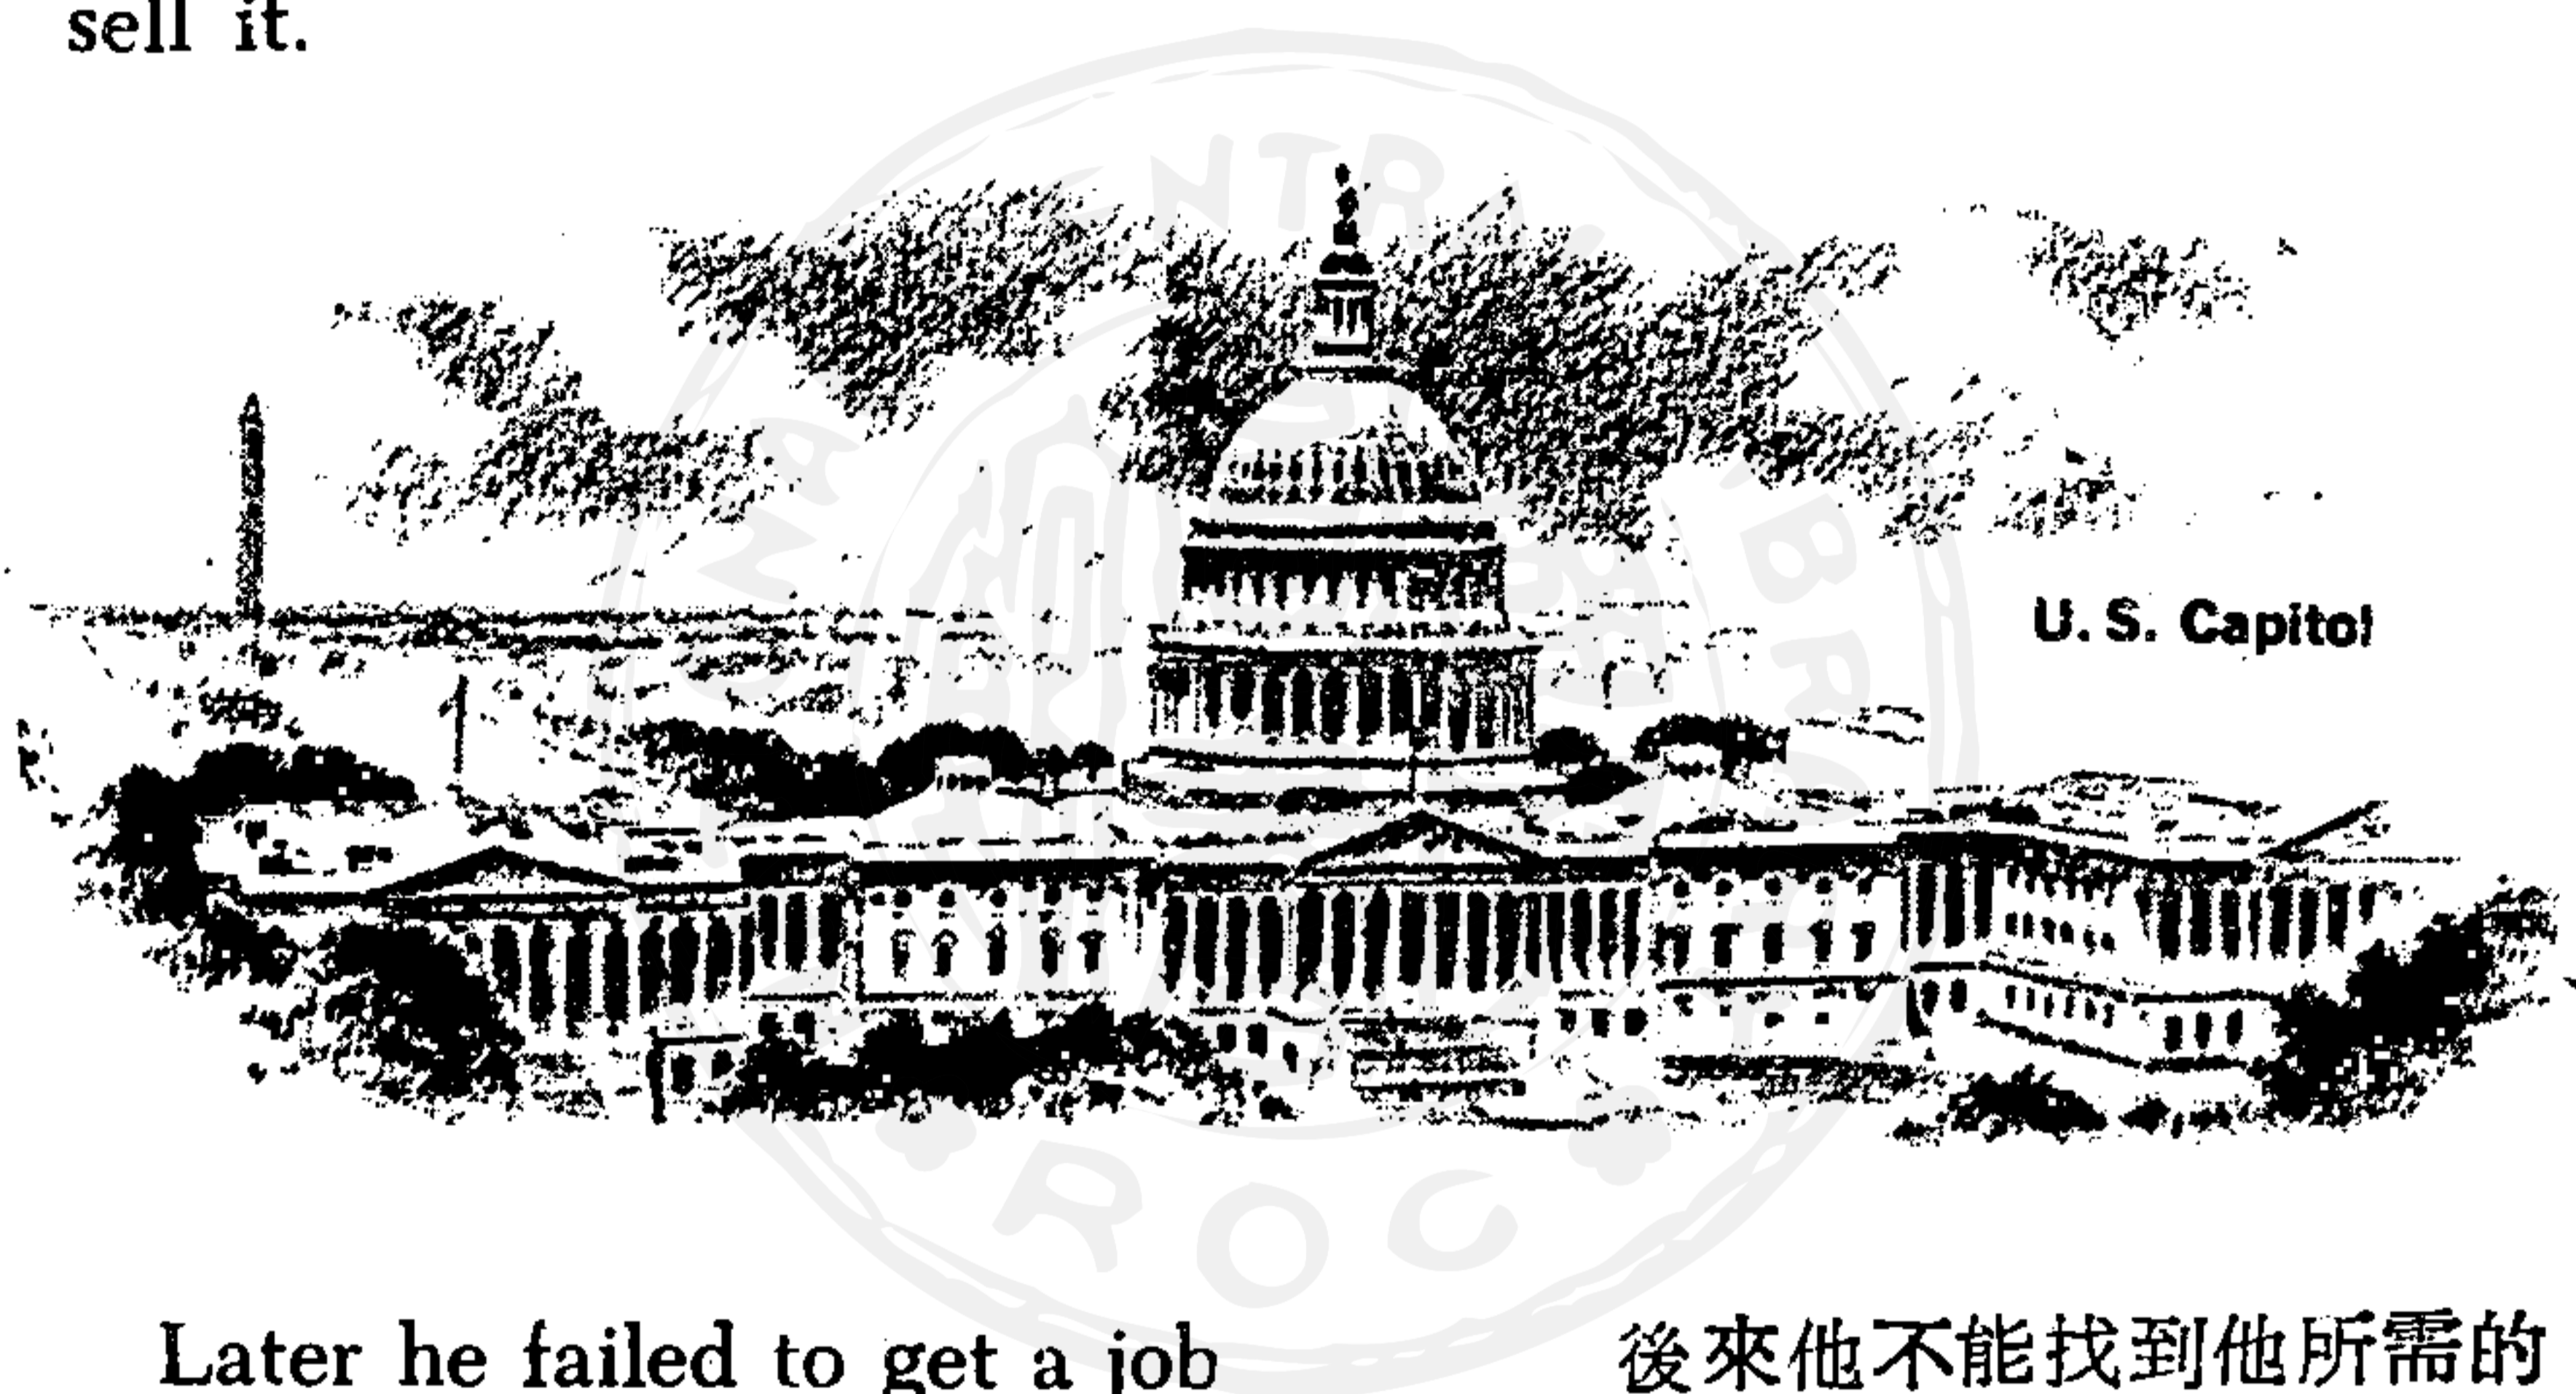 sell it.
U. S. Capitol
Later he failed to get a job
後來他不能找到他所需的
ROC